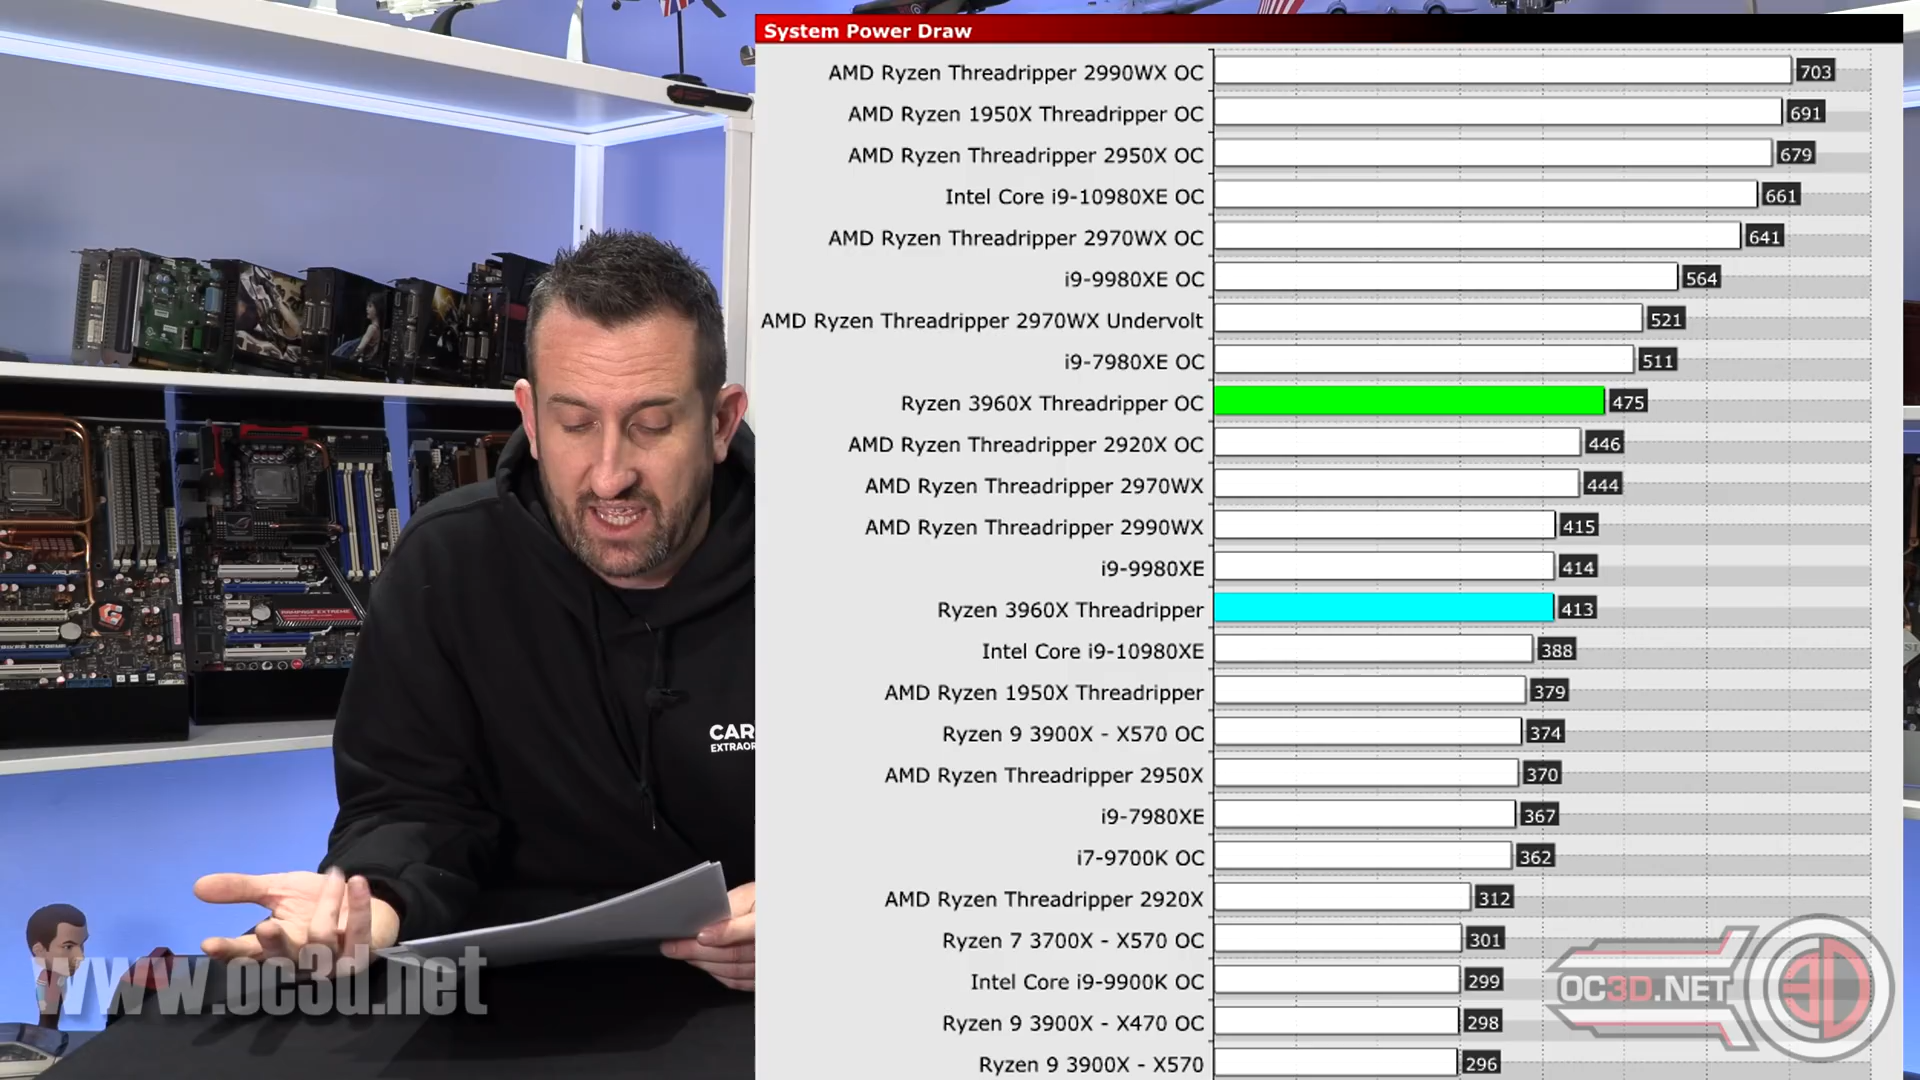 System Power Draw
AMD Ryzen Threadripper 2990WX OC 703
AMD Ryzen 1950X Threadripper OC 691
AMD Ryzen Threadripper 2950X OC 679
Intel Core i9-10980XE OC 661
AMD Ryzen Threadripper 2970WX OC 641
i9-9980XE OC 564
AMD Ryzen Threadripper 2970WX Undervolt 521
i9-7980XE OC 511
Ryzen 3960X Threadripper OC 475
AMD Ryzen Threadripper 2920X OC 446
AMD Ryzen Threadripper 2970WX 444
AMD Ryzen Threadripper 2990WX 415
i9-9980XE 414
Ryzen 3960X Threadripper 413
Intel Core i9-10980XE 388
AMD Ryzen 1950X Threadripper 379
Ryzen 9 3900X - X570 OC 374
AMD Ryzen Threadripper 2950X 370
i9-7980XE 367
i7-9700K OC 362
AMD Ryzen Threadripper 2920X 312
Ryzen 7 3700X - X570 OC 301
Intel Core i9-9900K OC 299
Ryzen 9 3900X - X470 OC 298
Ryzen 9 3900X - X570 296
CAR
EXTRAOR
RAMPAGE EXTREME
www.oc3d.net
OC3D.NET
3D